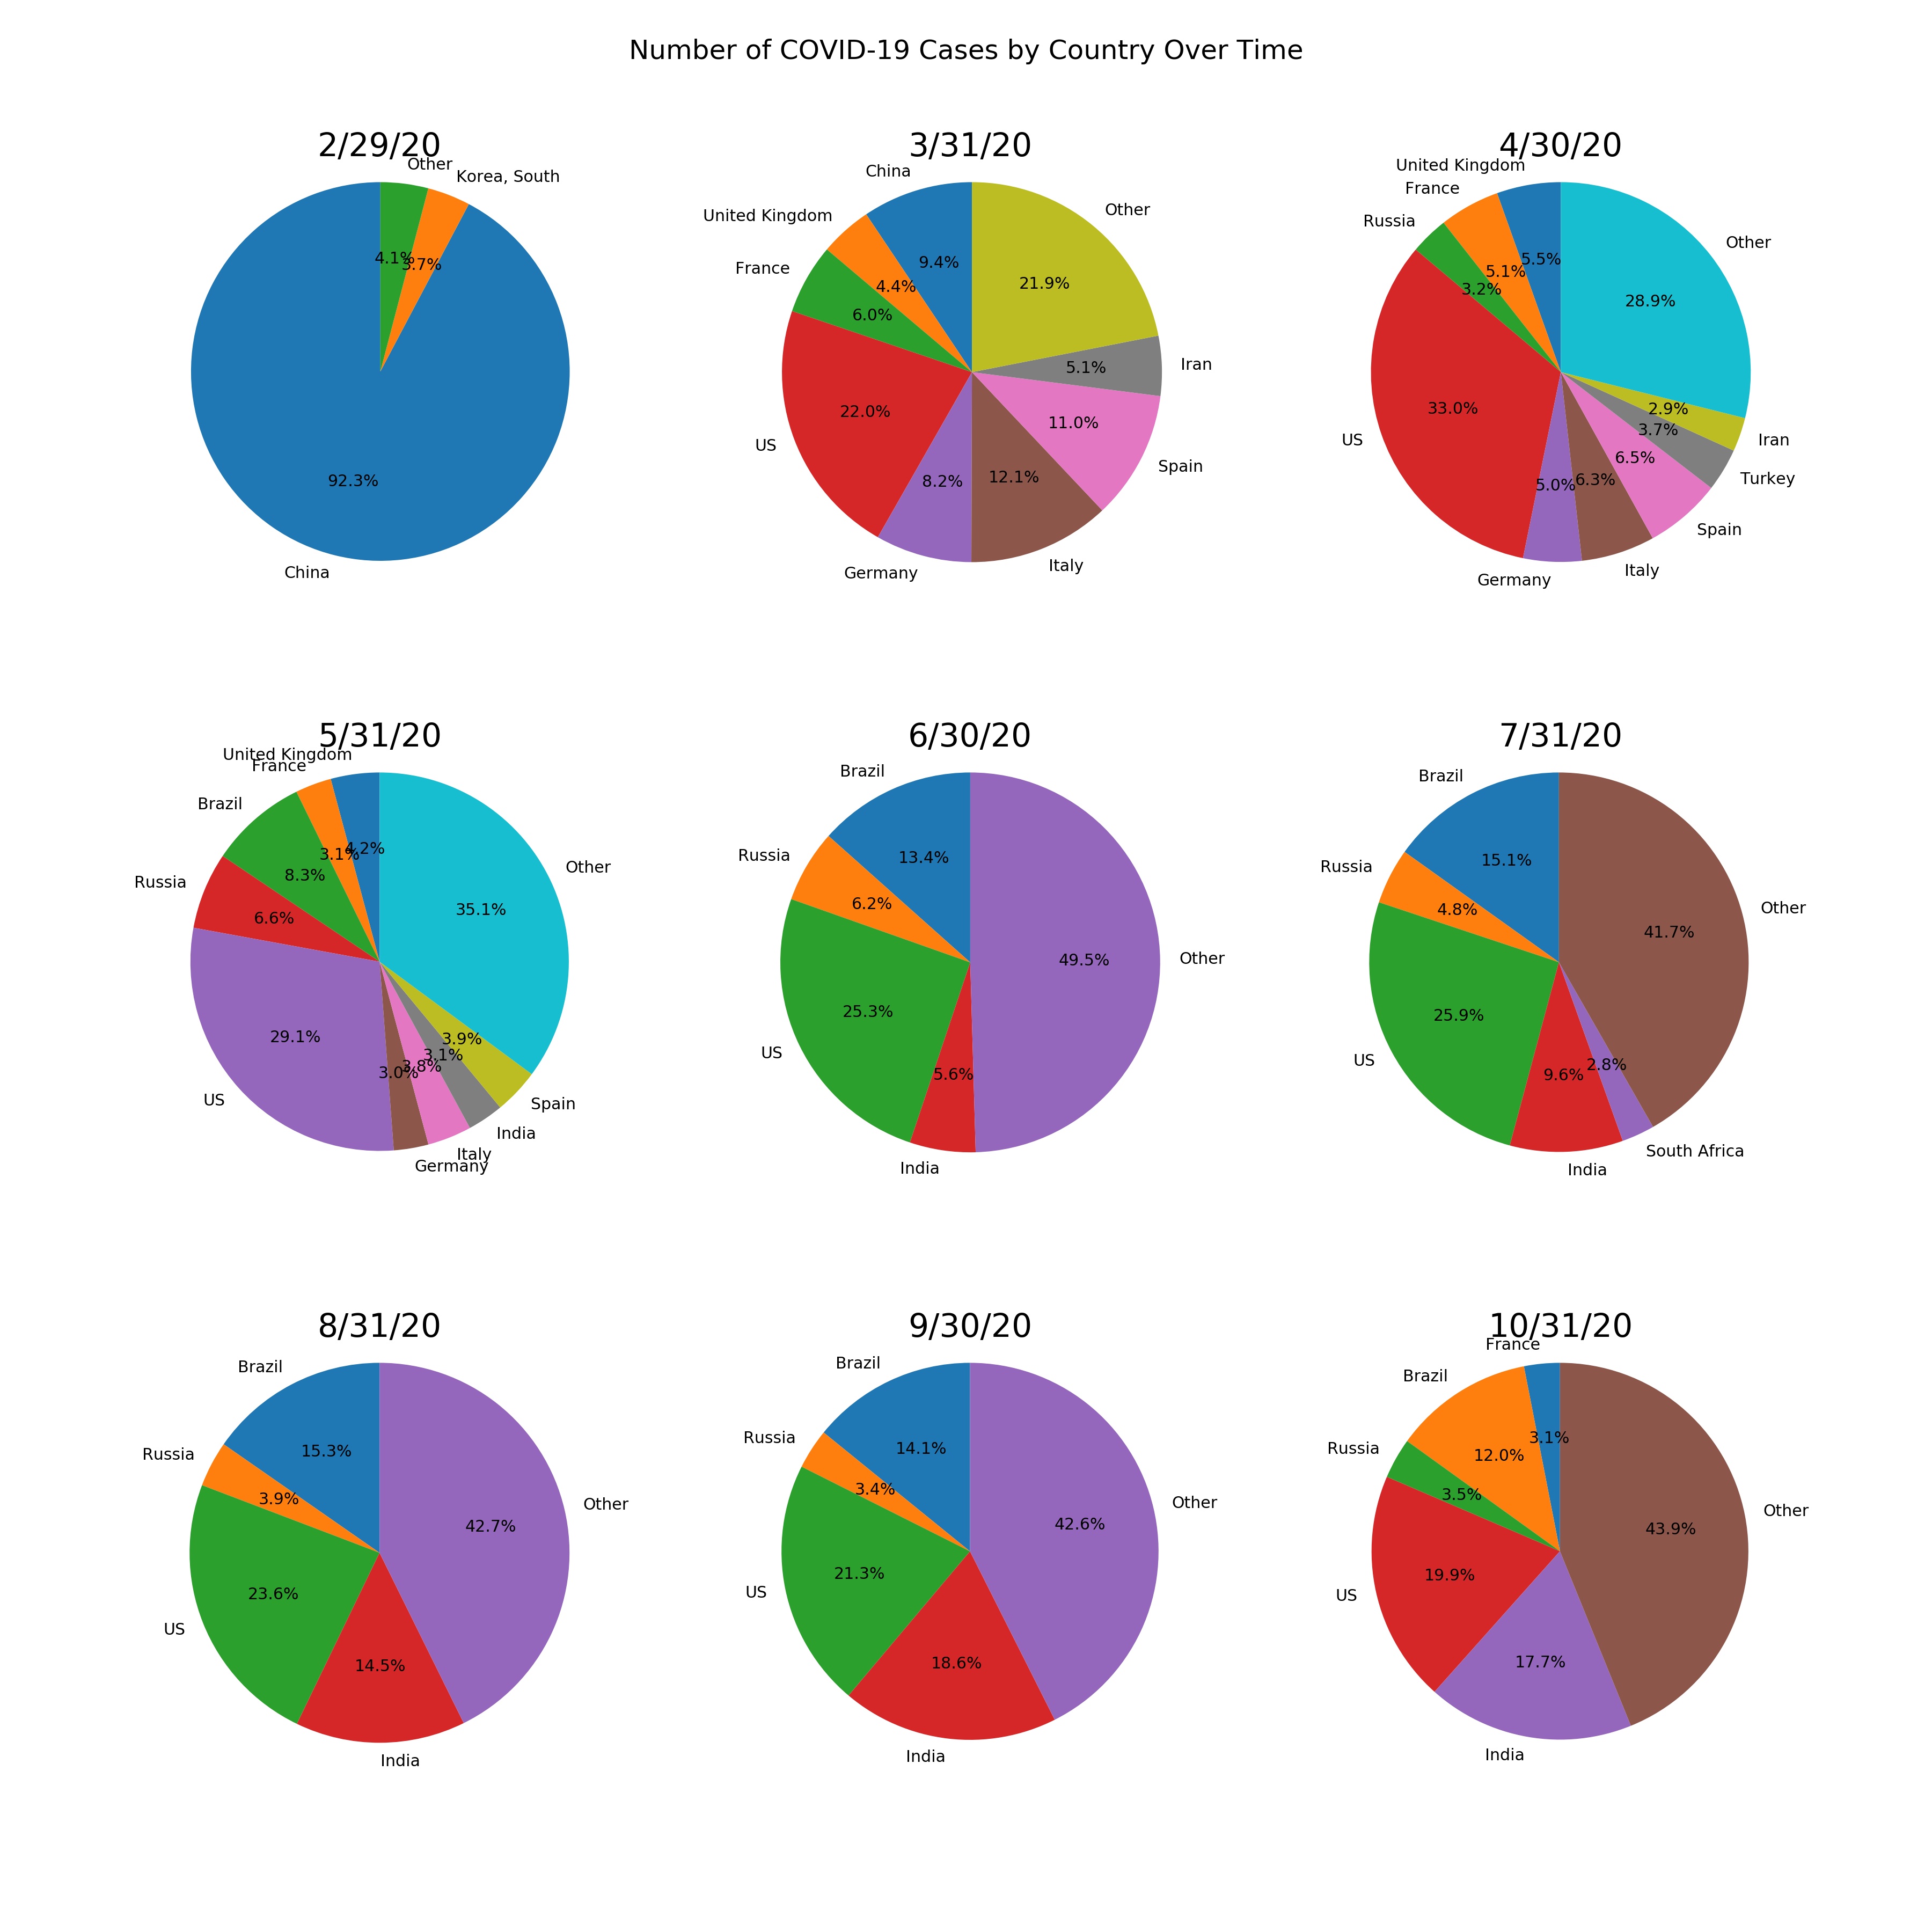 Number of COVID-19 Cases by Country Over Time
2/29/20
Other
Korea, South
4.1%
3.7%
92.3%
China
3/31/20
China
United Kingdom
France
US
Germany
Italy
Spain
Iran
Other
9.4%
4.4%
6.0%
22.0%
8.2%
12.1%
11.0%
5.1%
21.9%
4/30/20
United Kingdom
France
Russia
US
Germany
Italy
Spain
Turkey
Iran
Other
5.5%
5.1%
3.2%
33.0%
5.0%
6.3%
6.5%
3.7%
2.9%
28.9%
5/31/20
United Kingdom
France
Brazil
Russia
US
Germany
Italy
India
Spain
Other
4.2%
3.1%
8.3%
6.6%
29.1%
3.0%
3.8%
3.1%
3.9%
35.1%
6/30/20
Brazil
Russia
US
India
Other
13.4%
6.2%
25.3%
5.6%
49.5%
7/31/20
Brazil
Russia
US
India
South Africa
Other
15.1%
4.8%
25.9%
9.6%
2.8%
41.7%
8/31/20
Brazil
Russia
US
India
Other
15.3%
3.9%
23.6%
14.5%
42.7%
9/30/20
Brazil
Russia
US
India
Other
14.1%
3.4%
21.3%
18.6%
42.6%
10/31/20
France
Brazil
Russia
US
India
Other
3.1%
12.0%
3.5%
19.9%
17.7%
43.9%